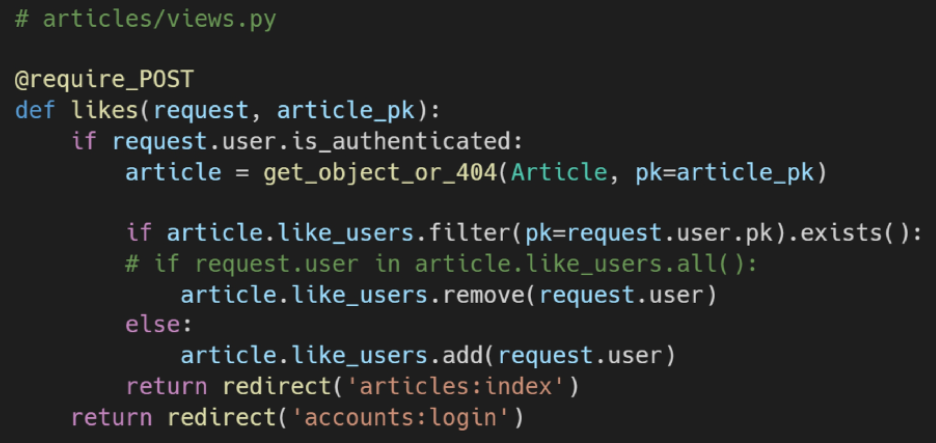 # articles/views.py
@require_POST
def likes(request, article_pk):
    if request.user.is_authenticated:
        article = get_object_or_404(Article, pk=article_pk)
        if article.like_users.filter(pk=request.user.pk).exists():
        # if request.user in article.like_users.all():
            article.like_users.remove(request.user)
        else:
            article.like_users.add(request.user)
        return redirect('articles:index')
    return redirect('accounts:login')